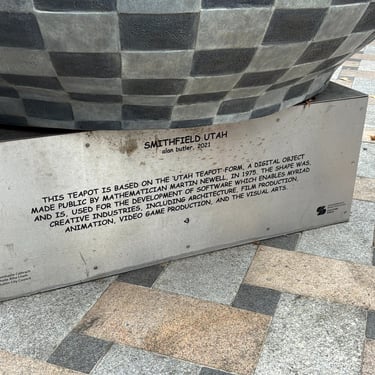 SMITHFIELD UTAH
alan butler, 2021
THIS TEAPOT IS BASED ON THE 'UTAH TEAPOT' FORM, A DIGITAL OBJECT
MADE PUBLIC BY MATHEMATICIAN MARTIN NEWELL, IN 1975. THE SHAPE WAS,
AND IS, USED FOR THE DEVELOPMENT OF SOFTWARE WHICH ENABLES MYRIAD
CREATIVE INDUSTRIES, INCLUDING ARCHITECTURE, FILM PRODUCTION,
ANIMATION, VIDEO GAME PRODUCTION, AND THE VISUAL ARTS.